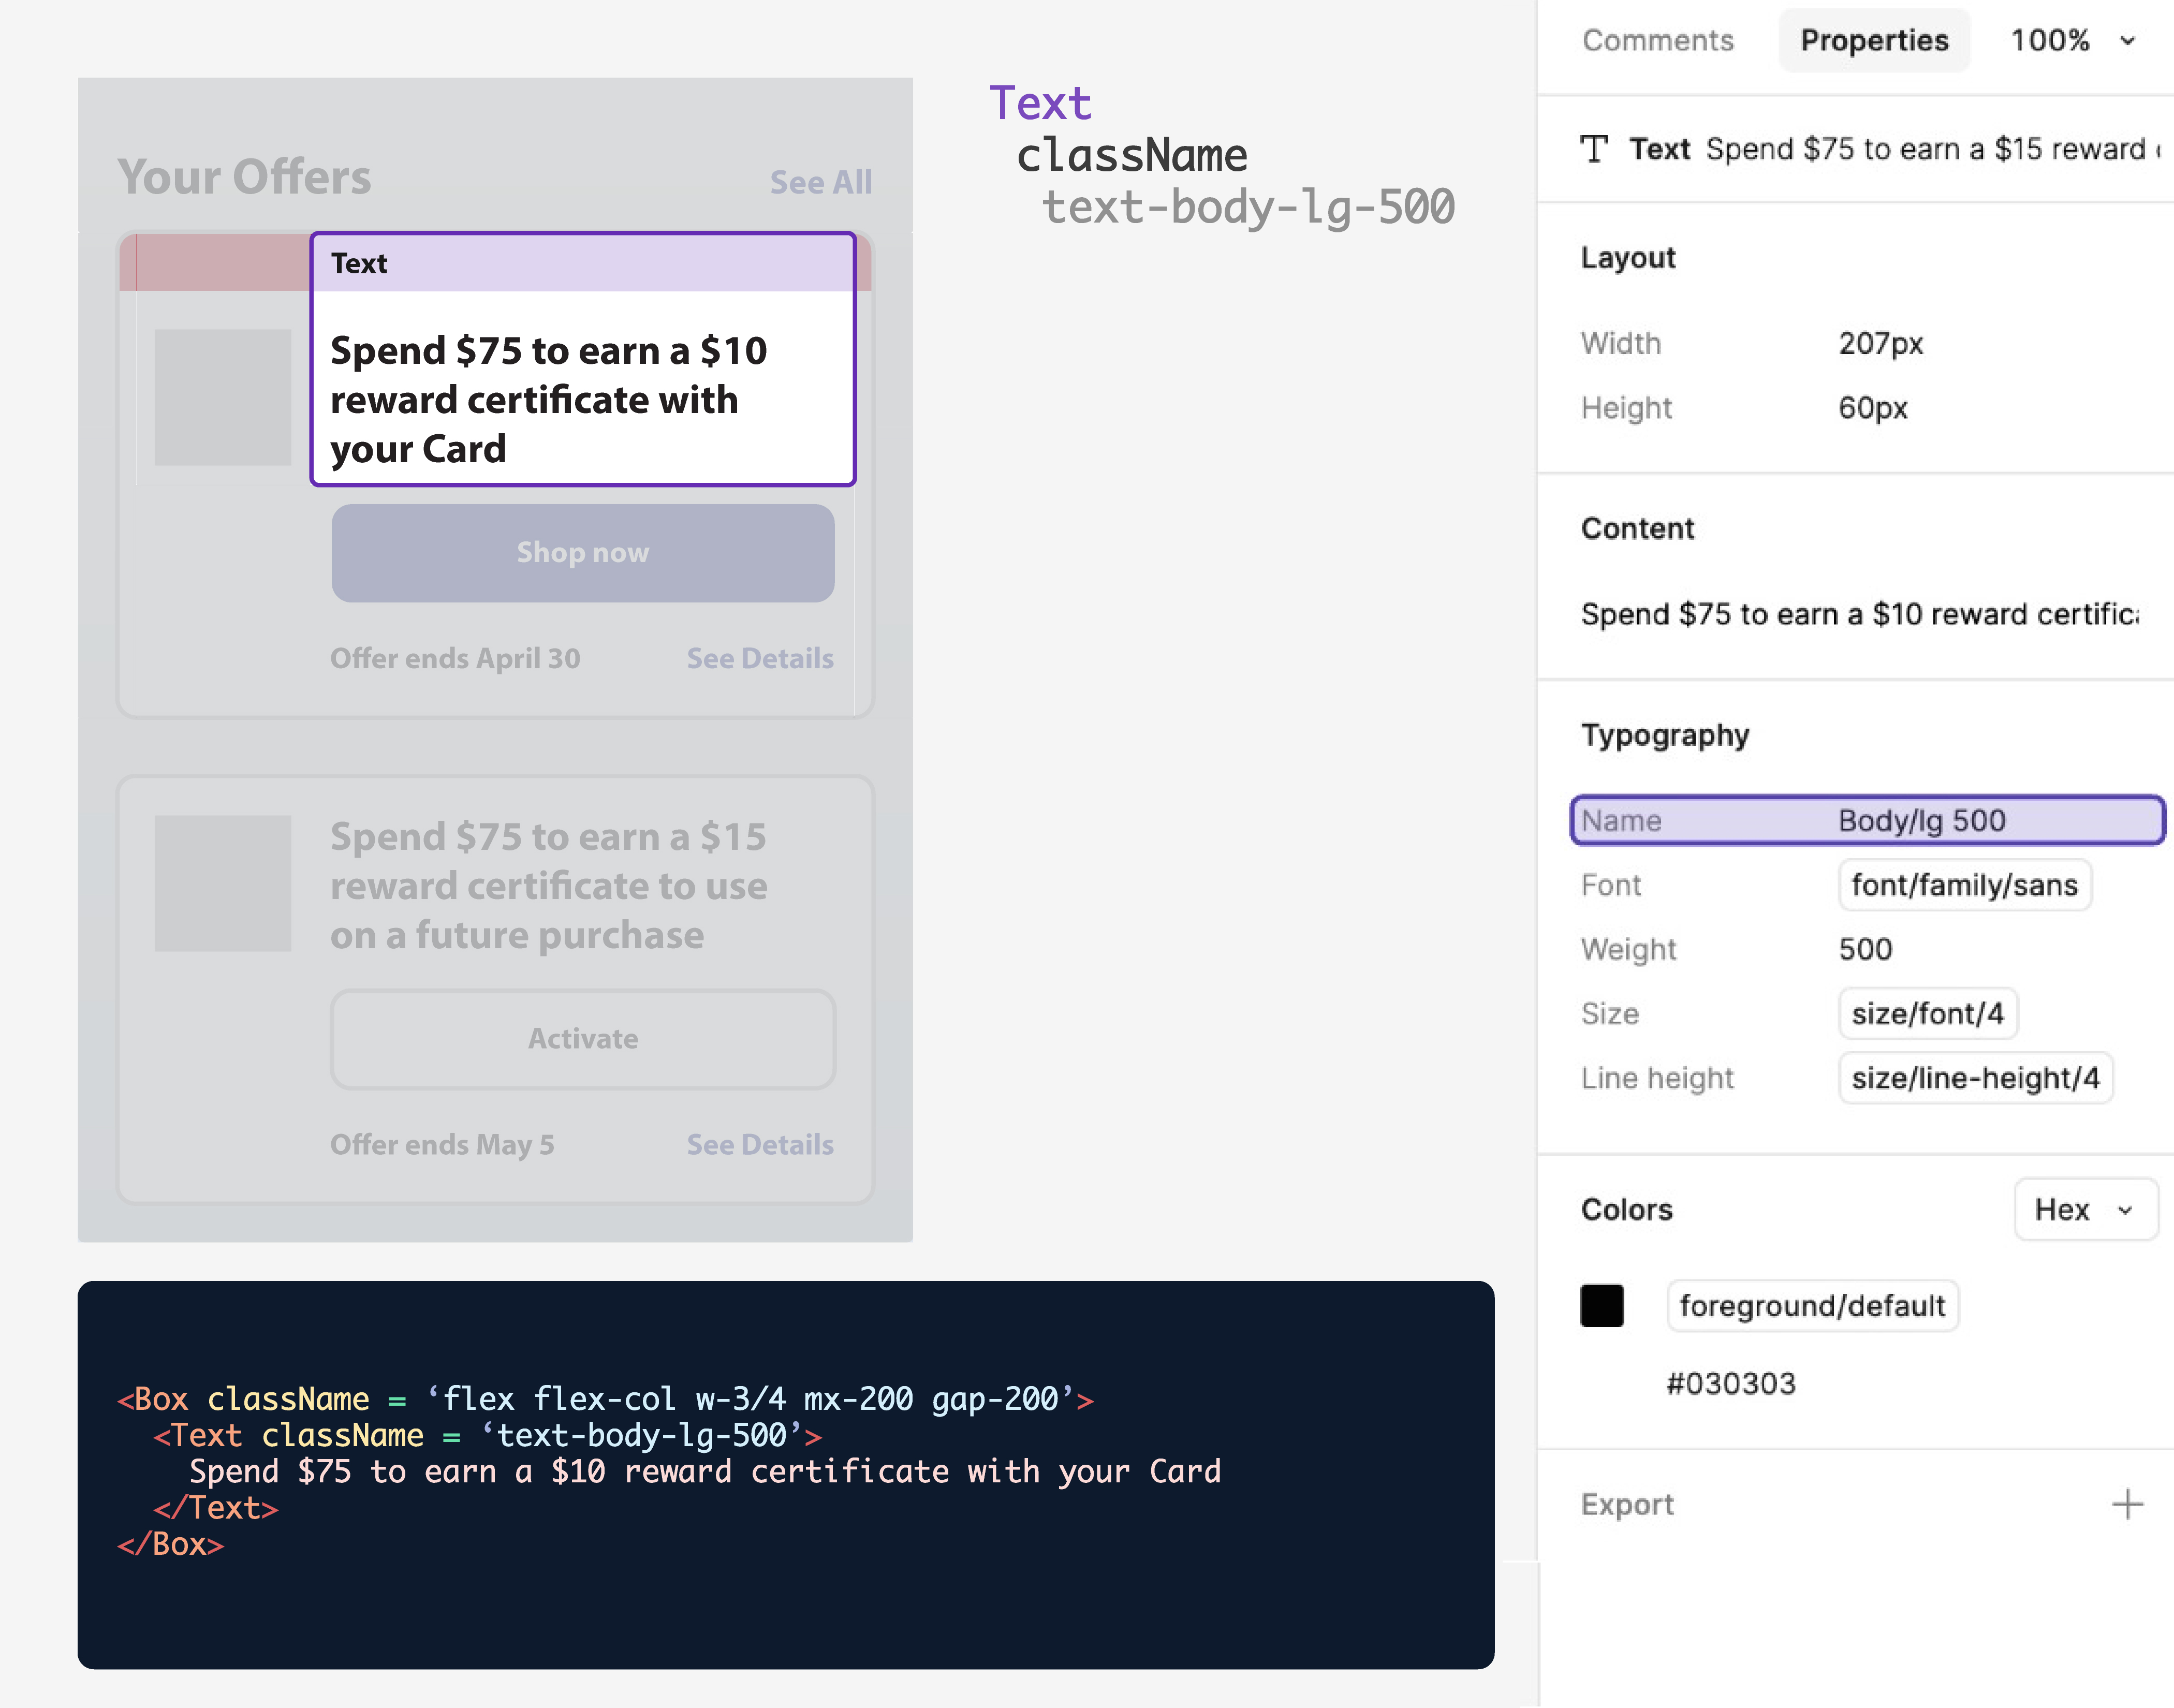 Your Offers
See All
Text
Spend $75 to earn a $10
reward certificate with
your Card
Shop now
Offer ends April 30
See Details
Spend $75 to earn a $15
reward certificate to use
on a future purchase
Activate
Offer ends May 5
See Details
Text
className
text-body-lg-500
<Box className = ‘flex flex-col w-3/4 mx-200 gap-200’>
<Text className = ‘text-body-lg-500’>
Spend $75 to earn a $10 reward certificate with your Card
</Text>
</Box>
Comments Properties 100%
T Text Spend $75 to earn a $15 reward
Layout
Width 207px
Height 60px
Content
Spend $75 to earn a $10 reward certific
Typography
Name Body/lg 500
Font font/family/sans
Weight 500
Size size/font/4
Line height size/line-height/4
Colors Hex
foreground/default
#030303
Export